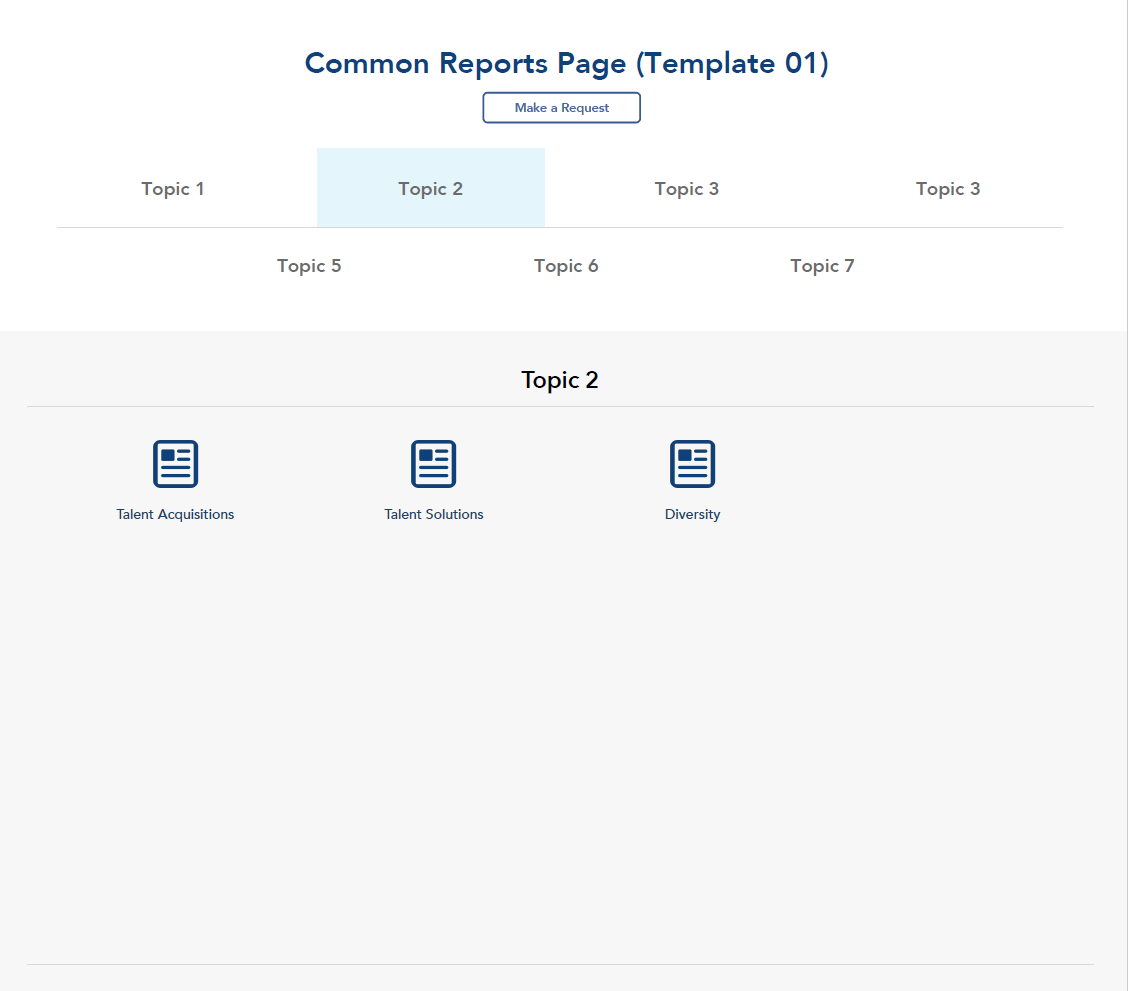 Common Reports Page (Template 01)
Make a Request
Topic 1 Topic 2 Topic 3 Topic 3
Topic 5 Topic 6 Topic 7
Topic 2
Talent Acquisitions Talent Solutions Diversity